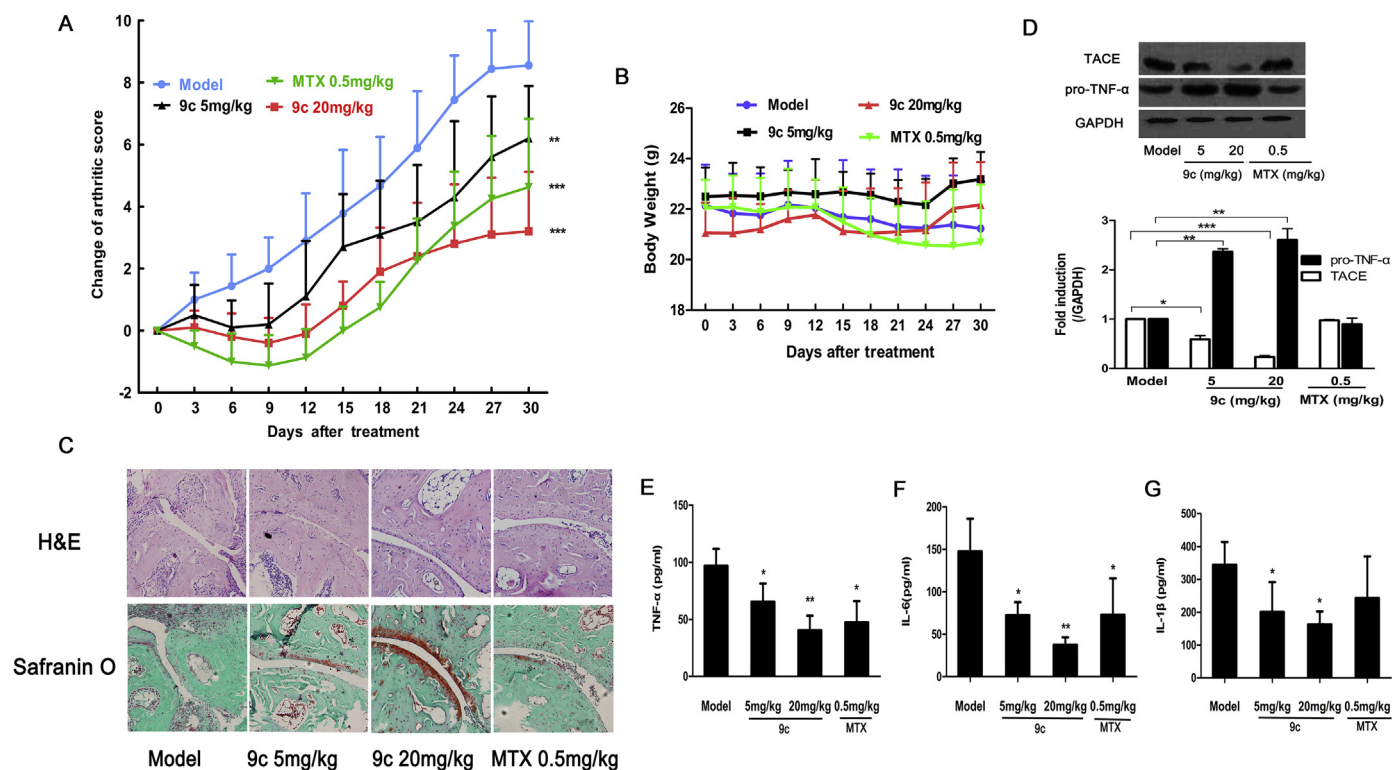 A
Change of arthritic score
10
8
6
4
2
0
-2
Model
MTX 0.5mg/kg
9c 5mg/kg
9c 20mg/kg
**
***
***
0 3 6 9 12 15 18 21 24 27 30
Days after treatment
B
Body Weight (g)
26
24
22
20
18
Model
9c 20mg/kg
9c 5mg/kg
MTX 0.5mg/kg
0 3 6 9 12 15 18 21 24 27 30
Days after treatment
D
TACE
pro-TNF-α
GAPDH
Model 5 20 0.5
9c (mg/kg) MTX (mg/kg)
Fold induction
(/GAPDH)
3
2
1
0
**
***
**
*
pro-TNF-α
TACE
Model 5 20 0.5
9c (mg/kg) MTX (mg/kg)
C
H&E
Safranin O
Model 9c 5mg/kg 9c 20mg/kg MTX 0.5mg/kg
E
TNF-α (pg/ml)
150
100
50
0
*
**
*
Model 5mg/kg 20mg/kg 0.5mg/kg
9c MTX
F
IL-6(pg/ml)
200
150
100
50
0
*
**
*
Model 5mg/kg 20mg/kg 0.5mg/kg
9c MTX
G
IL-1β (pg/ml)
500
400
300
200
100
0
*
*
Model 5mg/kg 20mg/kg 0.5mg/kg
9c MTX